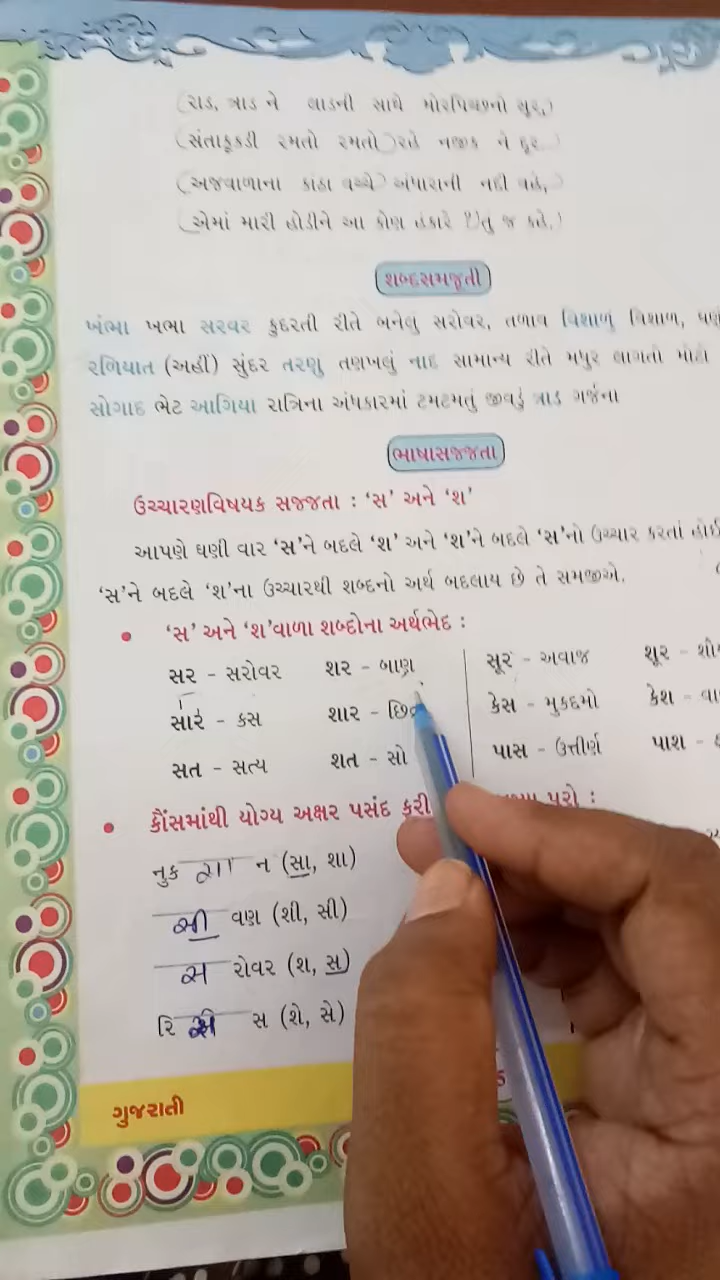 રાડ, ત્રાડ ને લાડની સાથે મોરપિચ્છનો સૂર,
સંતાકૂકડી રમતો રમતો રહે નજીક ને દૂર
અજવાળાના કાંઠા વચ્ચે અંધારાની નદી વહે,
એમાં મારી હોડીને આ કોણ હંકારે તું જ કહે.
શબ્દસમજૂતી
ખંભા ખભા સરવર કુદરતી રીતે બનેલું સરોવર, તળાવ વિશાળું વિશાળ,
રળિયાત (અહીં) સુંદર તરણું તણખલું નાદ સામાન્ય રીતે મધુર લાગતો મોટો
સોગાદ ભેટ આગિયા રાત્રિના અંધકારમાં ટમટમતું જીવડું ત્રાડ ગર્જના
ભાષાસજ્જતા
ઉચ્ચારણવિષયક સજ્જતા : ‘સ’ અને ‘શ’
આપણે ઘણી વાર ‘સ’ને બદલે ‘શ’ અને ‘શ’ને બદલે ‘સ’નો ઉચ્ચાર કરતાં
‘સ’ને બદલે ‘શ’ના ઉચ્ચારથી શબ્દનો અર્થ બદલાય છે તે સમજીએ.
• ‘સ’ અને ‘શ’વાળા શબ્દોના અર્થભેદ :
સર – સરોવર શર – બાણ સૂર – અવાજ શૂર –
સાર – કસ શાર – કેસ – મુકદમો કેશ –
સત – સત્ય શત – સો પાસ – ઉત્તીર્ણ પાશ –
• કૌંસમાંથી યોગ્ય અક્ષર પસંદ કરી પૂરો :
નુક સા ન (સા, શા)
સી વણ (શી, સી)
સ રોવર (શ, સ)
રિ સે સ (શે, સે)
ગુજરાતી